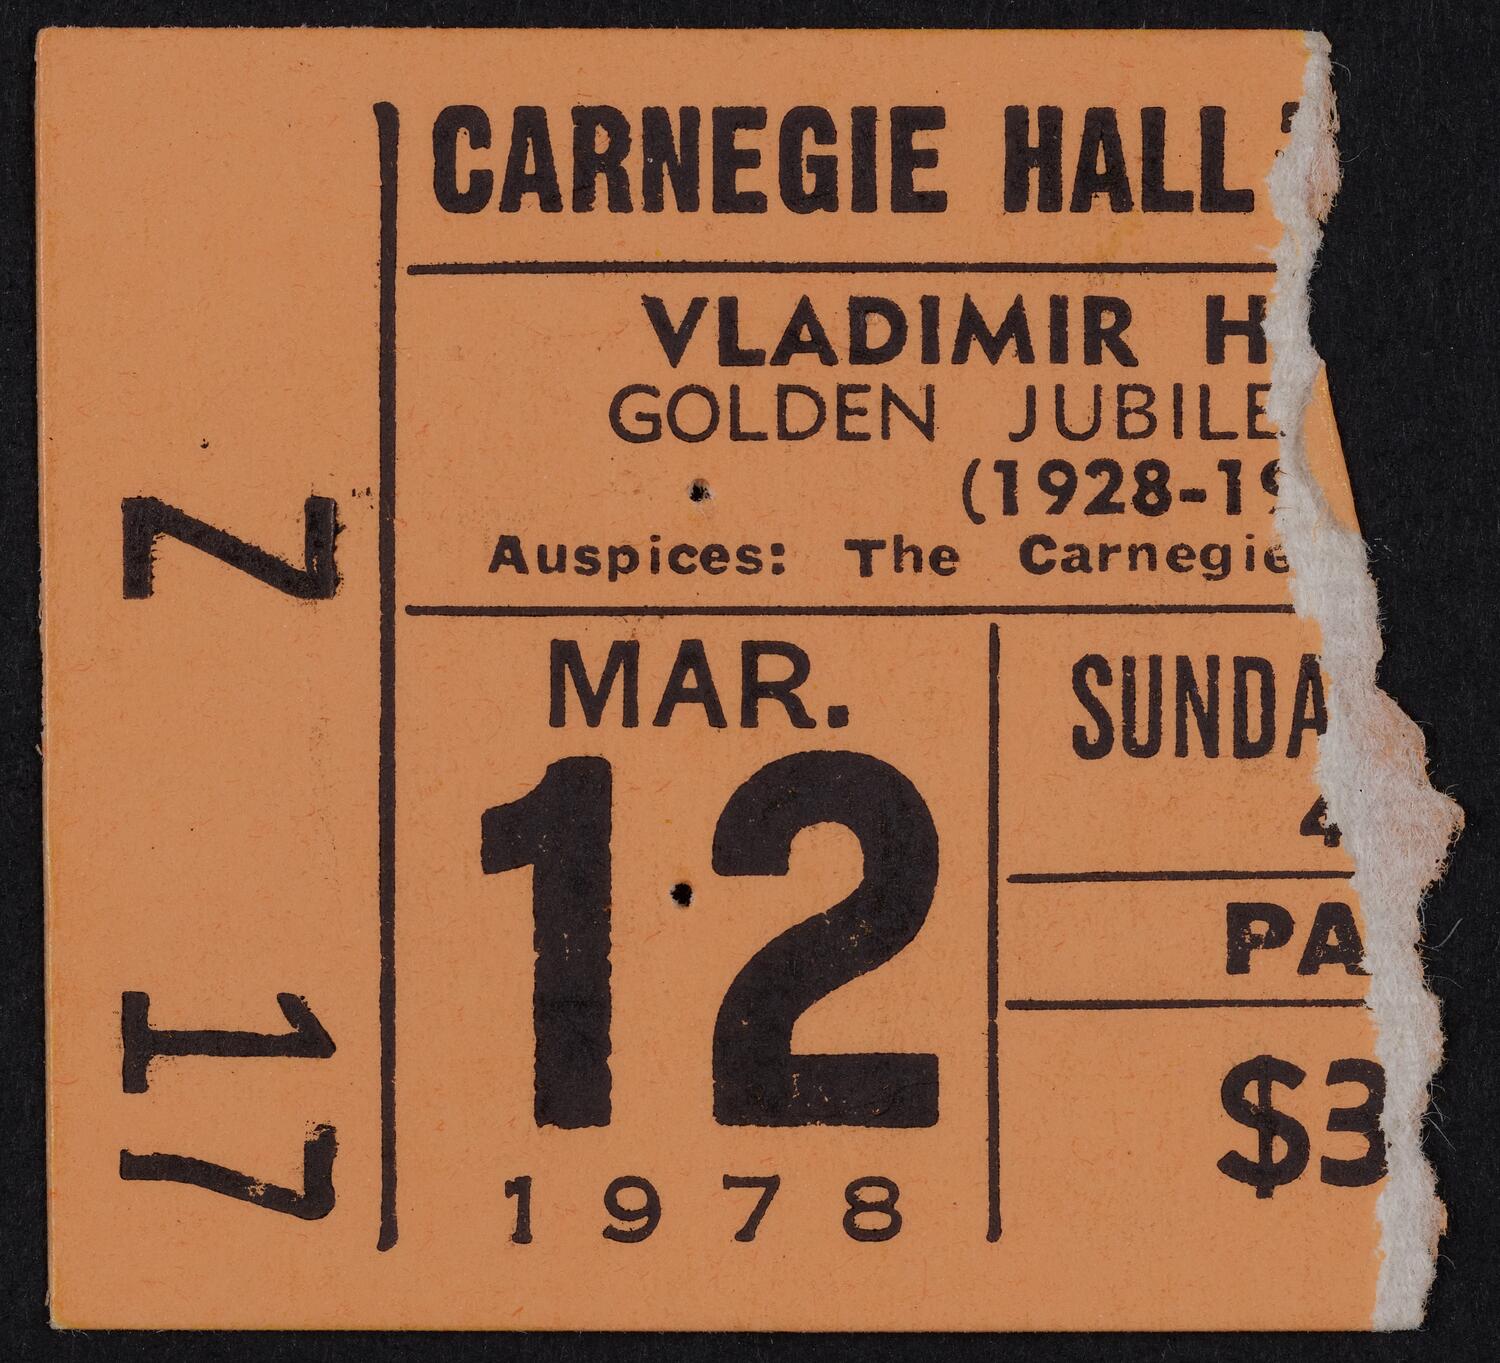 Z
17
CARNEGIE HALL
VLADIMIR H
GOLDEN JUBILE
(1928-19
Auspices: The Carnegie
MAR.
12
1978
SUNDA
4
PA
$3